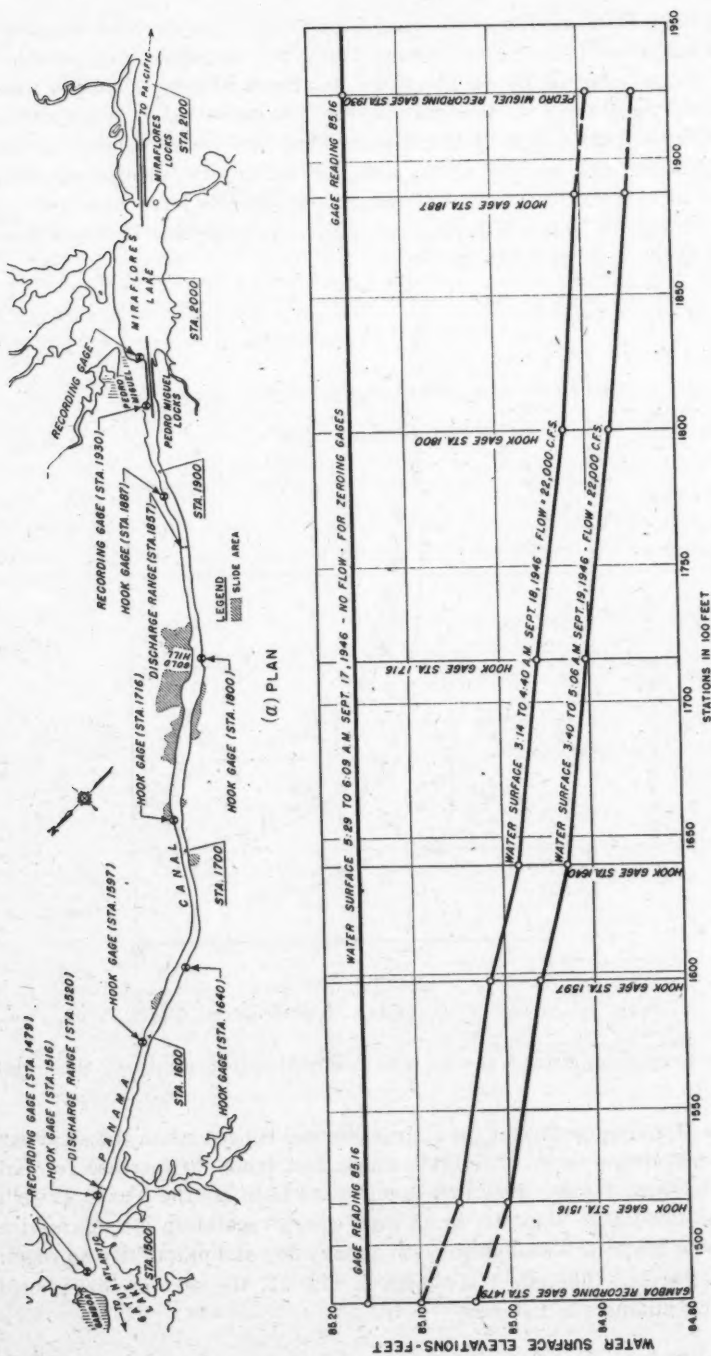 RECORDING GAGE (STA. 1479)
HOOK GAGE (STA. 1516)
DISCHARGE RANGE (STA. 1520)
HOOK GAGE (STA. 1597)
HOOK GAGE (STA. 1716)
DISCHARGE RANGE (STA. 1857)
HOOK GAGE (STA. 1887)
RECORDING GAGE (STA. 1930)
RECORDING GAGE
PEDRO
MIGUEL
MIRAFLORES
LAKE
TO PACIFIC
MIRAFLORES
LOCKS
STA. 2100
STA. 2000
PEDRO MIGUEL
LOCKS
STA. 1900
GOLD
HILL
LEGEND
SLIDE AREA
HOOK GAGE (STA. 1800)
STA. 1700
HOOK GAGE (STA. 1640)
STA. 1600
PANAMA
CANAL
STA. 1500
TO ATLANTIC
GATUN
LAKE
(a) PLAN
WATER SURFACE ELEVATIONS-FEET
85.20
85.10
85.00
84.90
84.80
GAGE READING 85.16
WATER SURFACE 5:29 TO 6:09 A.M. SEPT. 17, 1946 - NO FLOW - FOR ZEROING GAGES
GAGE READING 85.16
WATER SURFACE 3:14 TO 4:40 A.M. SEPT. 18, 1946 - FLOW = 22,000 C.F.S.
WATER SURFACE 3:40 TO 5:06 A.M. SEPT. 19, 1946 - FLOW = 22,000 C.F.S.
GAMBOA RECORDING GAGE STA. 1479
HOOK GAGE STA. 1516
HOOK GAGE STA. 1597
HOOK GAGE STA. 1640
HOOK GAGE STA. 1716
HOOK GAGE STA. 1800
HOOK GAGE STA. 1887
PEDRO MIGUEL RECORDING GAGE STA. 1930
1500
1550
1600
1650
1700
1750
1800
1850
1900
1950
STATIONS IN 100 FEET